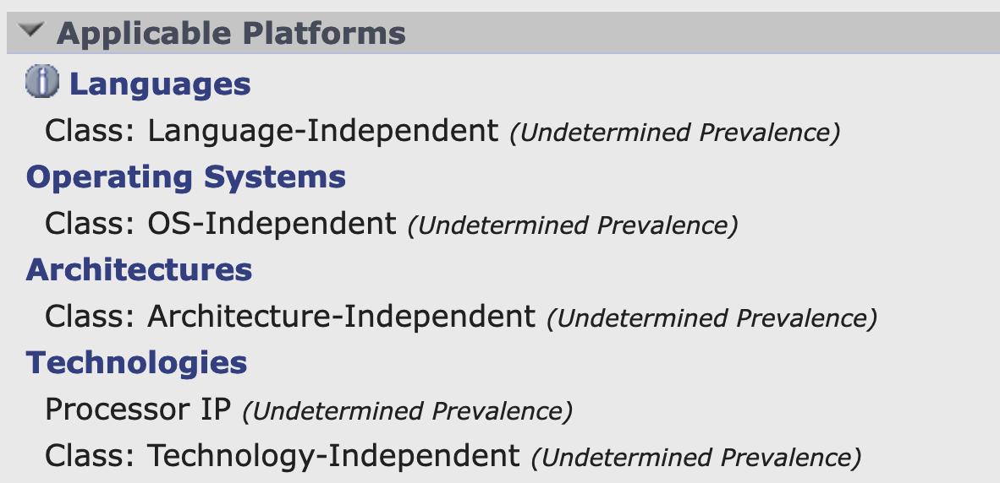 Applicable Platforms
Languages
Class: Language-Independent (Undetermined Prevalence)
Operating Systems
Class: OS-Independent (Undetermined Prevalence)
Architectures
Class: Architecture-Independent (Undetermined Prevalence)
Technologies
Processor IP (Undetermined Prevalence)
Class: Technology-Independent (Undetermined Prevalence)